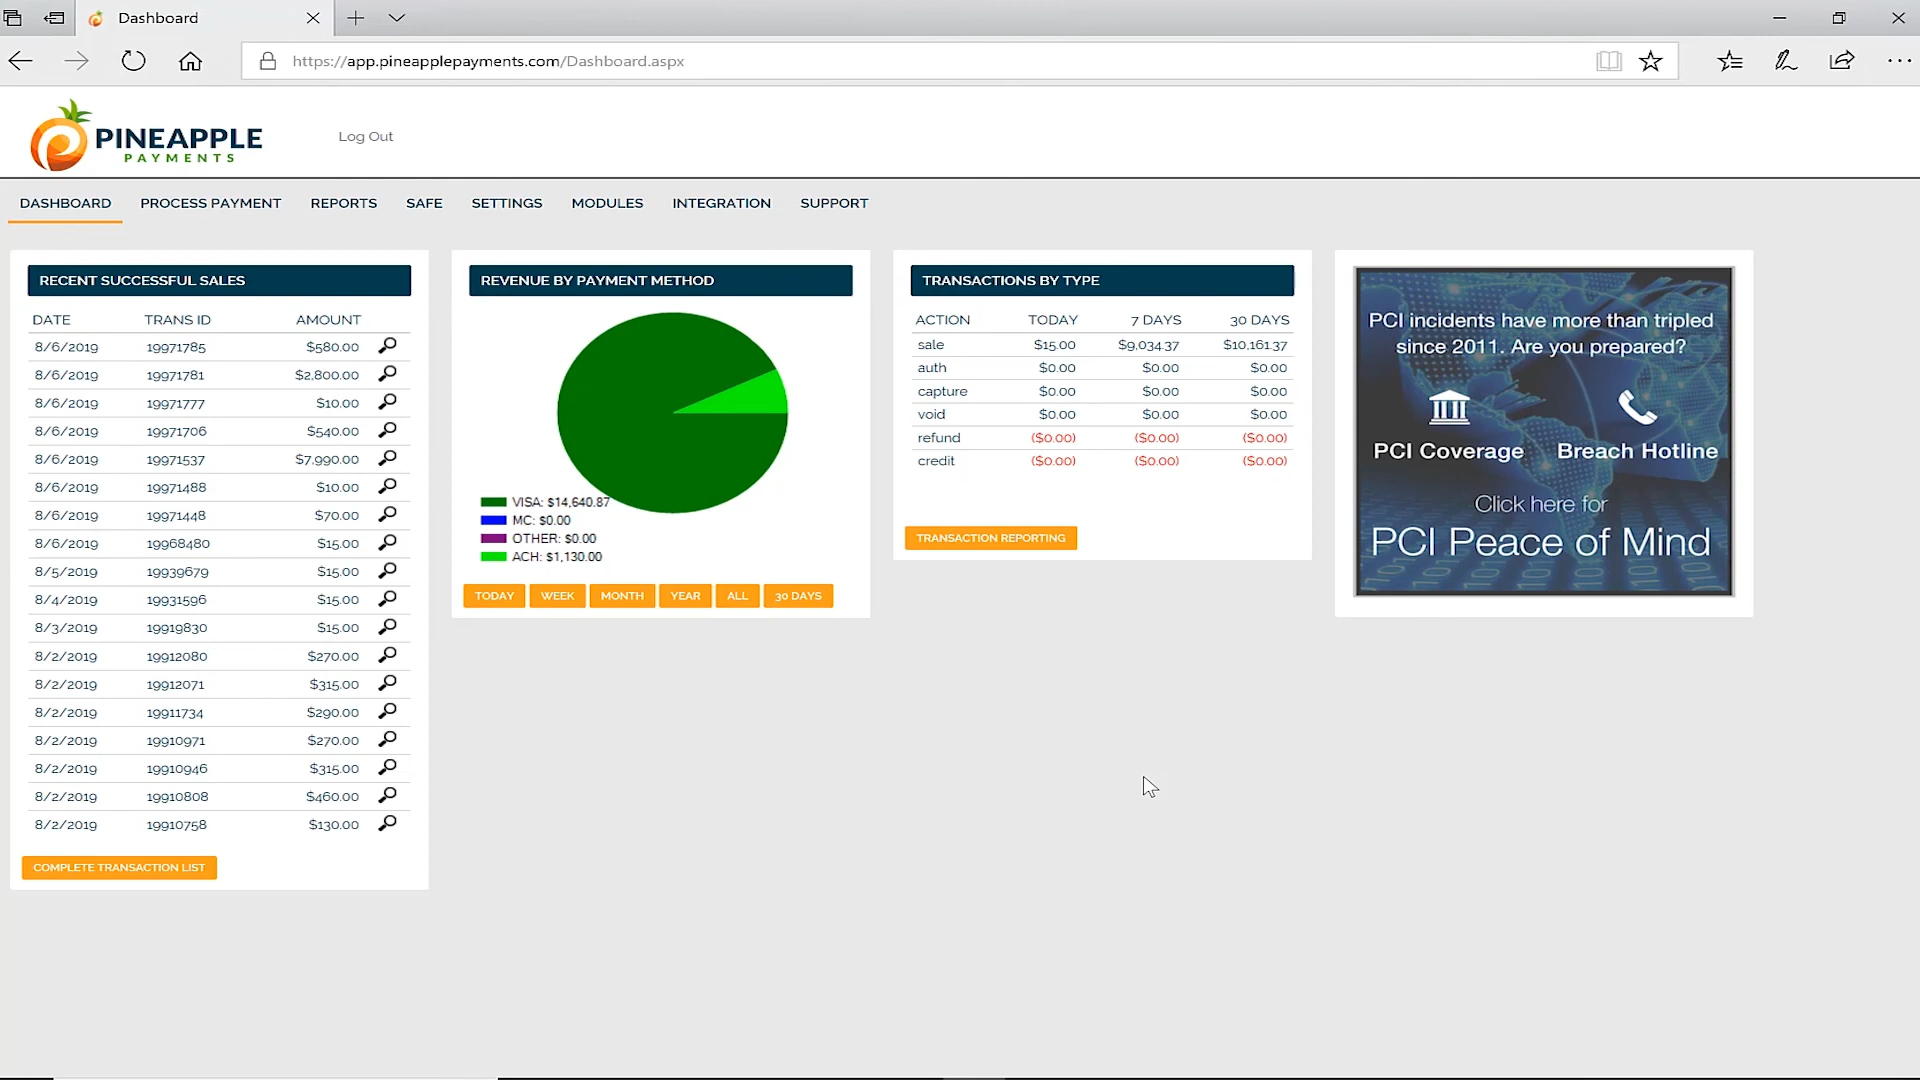 Dashboard
https://app.pineapplepayments.com/Dashboard.aspx
PINEAPPLE
PAYMENTS
Log Out
DASHBOARD PROCESS PAYMENT REPORTS SAFE SETTINGS MODULES INTEGRATION SUPPORT
RECENT SUCCESSFUL SALES
DATE TRANS ID AMOUNT
8/6/2019 19971785 $580.00
8/6/2019 19971781 $2,800.00
8/6/2019 19971777 $10.00
8/6/2019 19971706 $540.00
8/6/2019 19971537 $7,990.00
8/6/2019 19971488 $10.00
8/6/2019 19971448 $70.00
8/6/2019 19968480 $15.00
8/5/2019 19939679 $15.00
8/4/2019 19931596 $15.00
8/3/2019 19919830 $15.00
8/2/2019 19912080 $270.00
8/2/2019 19912071 $315.00
8/2/2019 19911734 $290.00
8/2/2019 19910971 $270.00
8/2/2019 19910946 $315.00
8/2/2019 19910808 $460.00
8/2/2019 19910758 $130.00
COMPLETE TRANSACTION LIST
REVENUE BY PAYMENT METHOD
VISA: $14,640.87
MC: $0.00
OTHER: $0.00
ACH: $1,130.00
TODAY WEEK MONTH YEAR ALL 30 DAYS
TRANSACTIONS BY TYPE
ACTION TODAY 7 DAYS 30 DAYS
sale $15.00 $9,034.37 $10,161.37
auth $0.00 $0.00 $0.00
capture $0.00 $0.00 $0.00
void $0.00 $0.00 $0.00
refund ($0.00) ($0.00) ($0.00)
credit ($0.00) ($0.00) ($0.00)
TRANSACTION REPORTING
PCI incidents have more than tripled
since 2011. Are you prepared?
PCI Coverage Breach Hotline
Click here for
PCI Peace of Mind